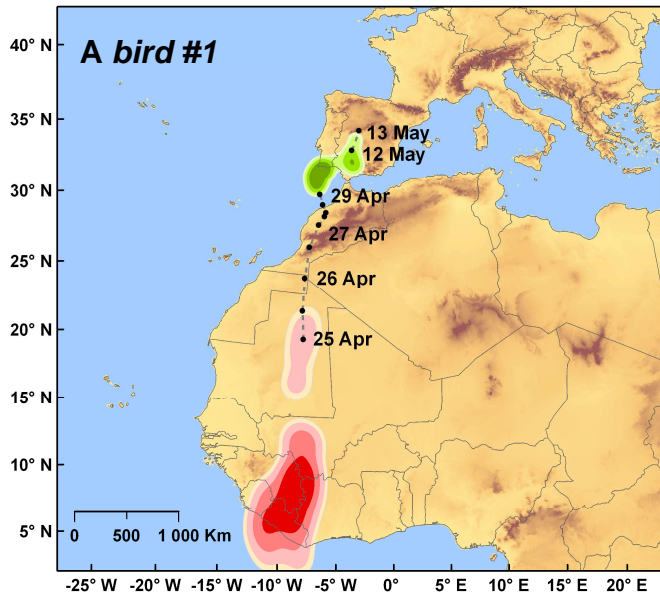 A bird #1
40° N
35° N
30° N
25° N
20° N
15° N
10° N
5° N
13 May
12 May
29 Apr
27 Apr
26 Apr
25 Apr
0 500 1 000 Km
-25° W -20° W -15° W -10° W -5° W 0° 5° E 10° E 15° E 20° E